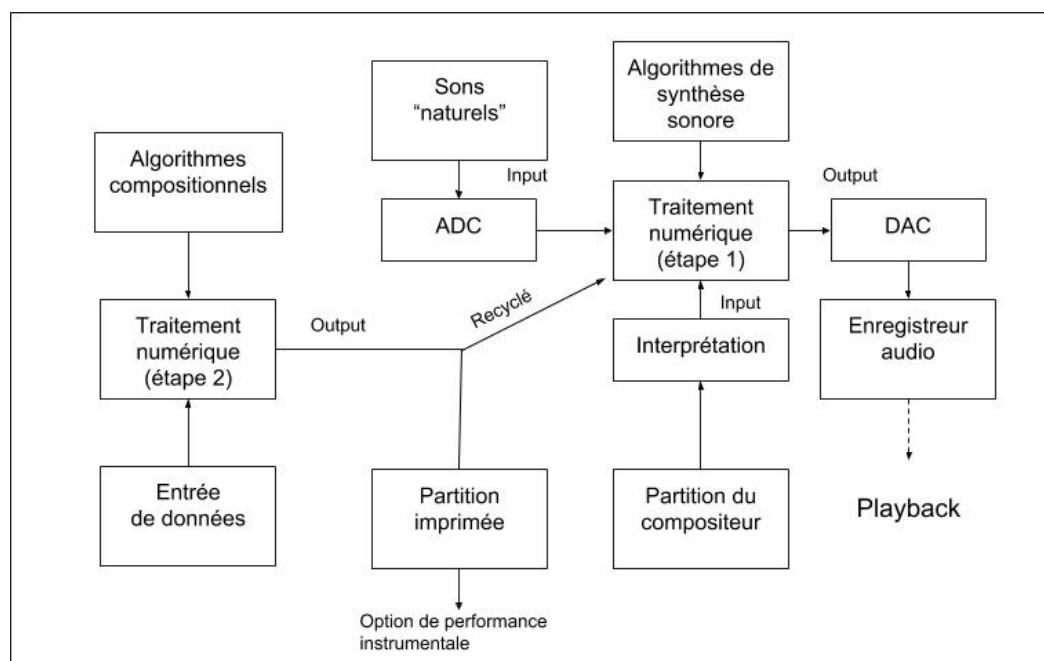 Algorithmes
compositionnels
Traitement
numérique
(étape 2)
Entrée
de données
Output
Recyclé
Sons
“naturels”
Input
ADC
Partition
imprimée
Option de performance
instrumentale
Algorithmes de
synthèse
sonore
Traitement
numérique
(étape 1)
Input
Interprétation
Partition du
compositeur
Output
DAC
Enregistreur
audio
Playback